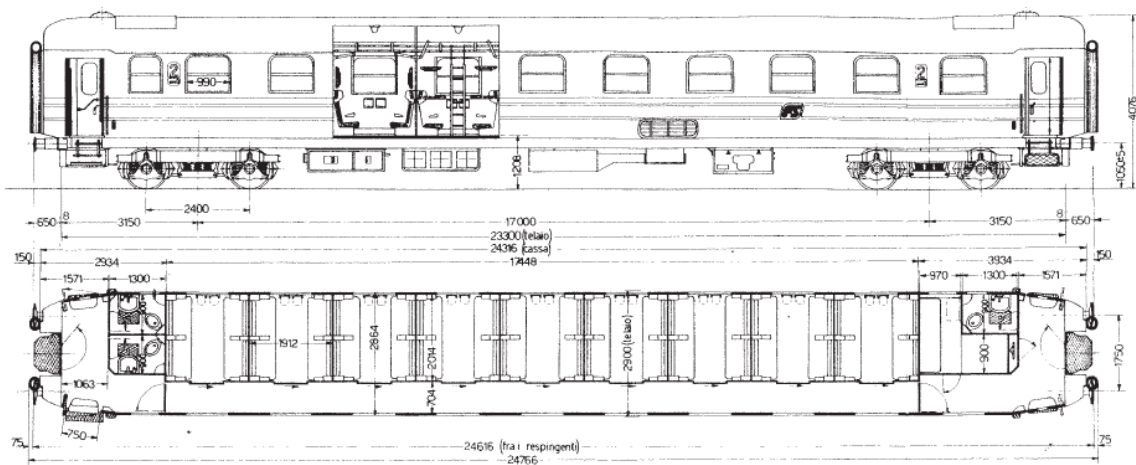 2
990
2
FS
4076
1208
1050±5
2400
650 8 3150 17000 3150 8 650
23300 (telaio)
24316 (cassa)
150 2934 17448 3934 150
1571 1300 970 1300 1571
1912 2864 2014 2900 (telaio) 900 1750
1063 704
750
75 24616 (fra i respingenti) 75
24766